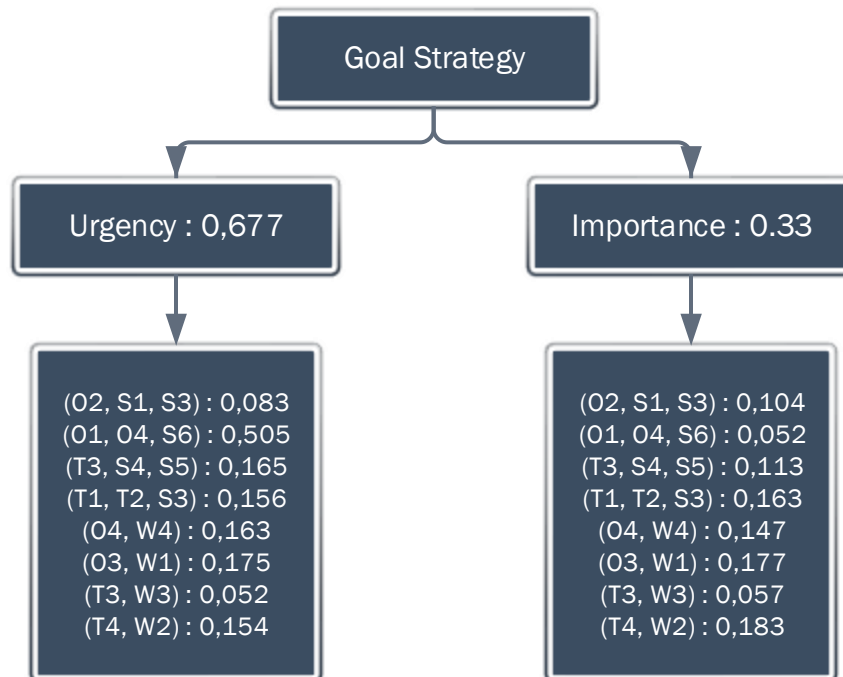 Goal Strategy
Urgency : 0,677
Importance : 0.33
(O2, S1, S3) : 0,083
(O1, O4, S6) : 0,505
(T3, S4, S5) : 0,165
(T1, T2, S3) : 0,156
(O4, W4) : 0,163
(O3, W1) : 0,175
(T3, W3) : 0,052
(T4, W2) : 0,154
(O2, S1, S3) : 0,104
(O1, O4, S6) : 0,052
(T3, S4, S5) : 0,113
(T1, T2, S3) : 0,163
(O4, W4) : 0,147
(O3, W1) : 0,177
(T3, W3) : 0,057
(T4, W2) : 0,183